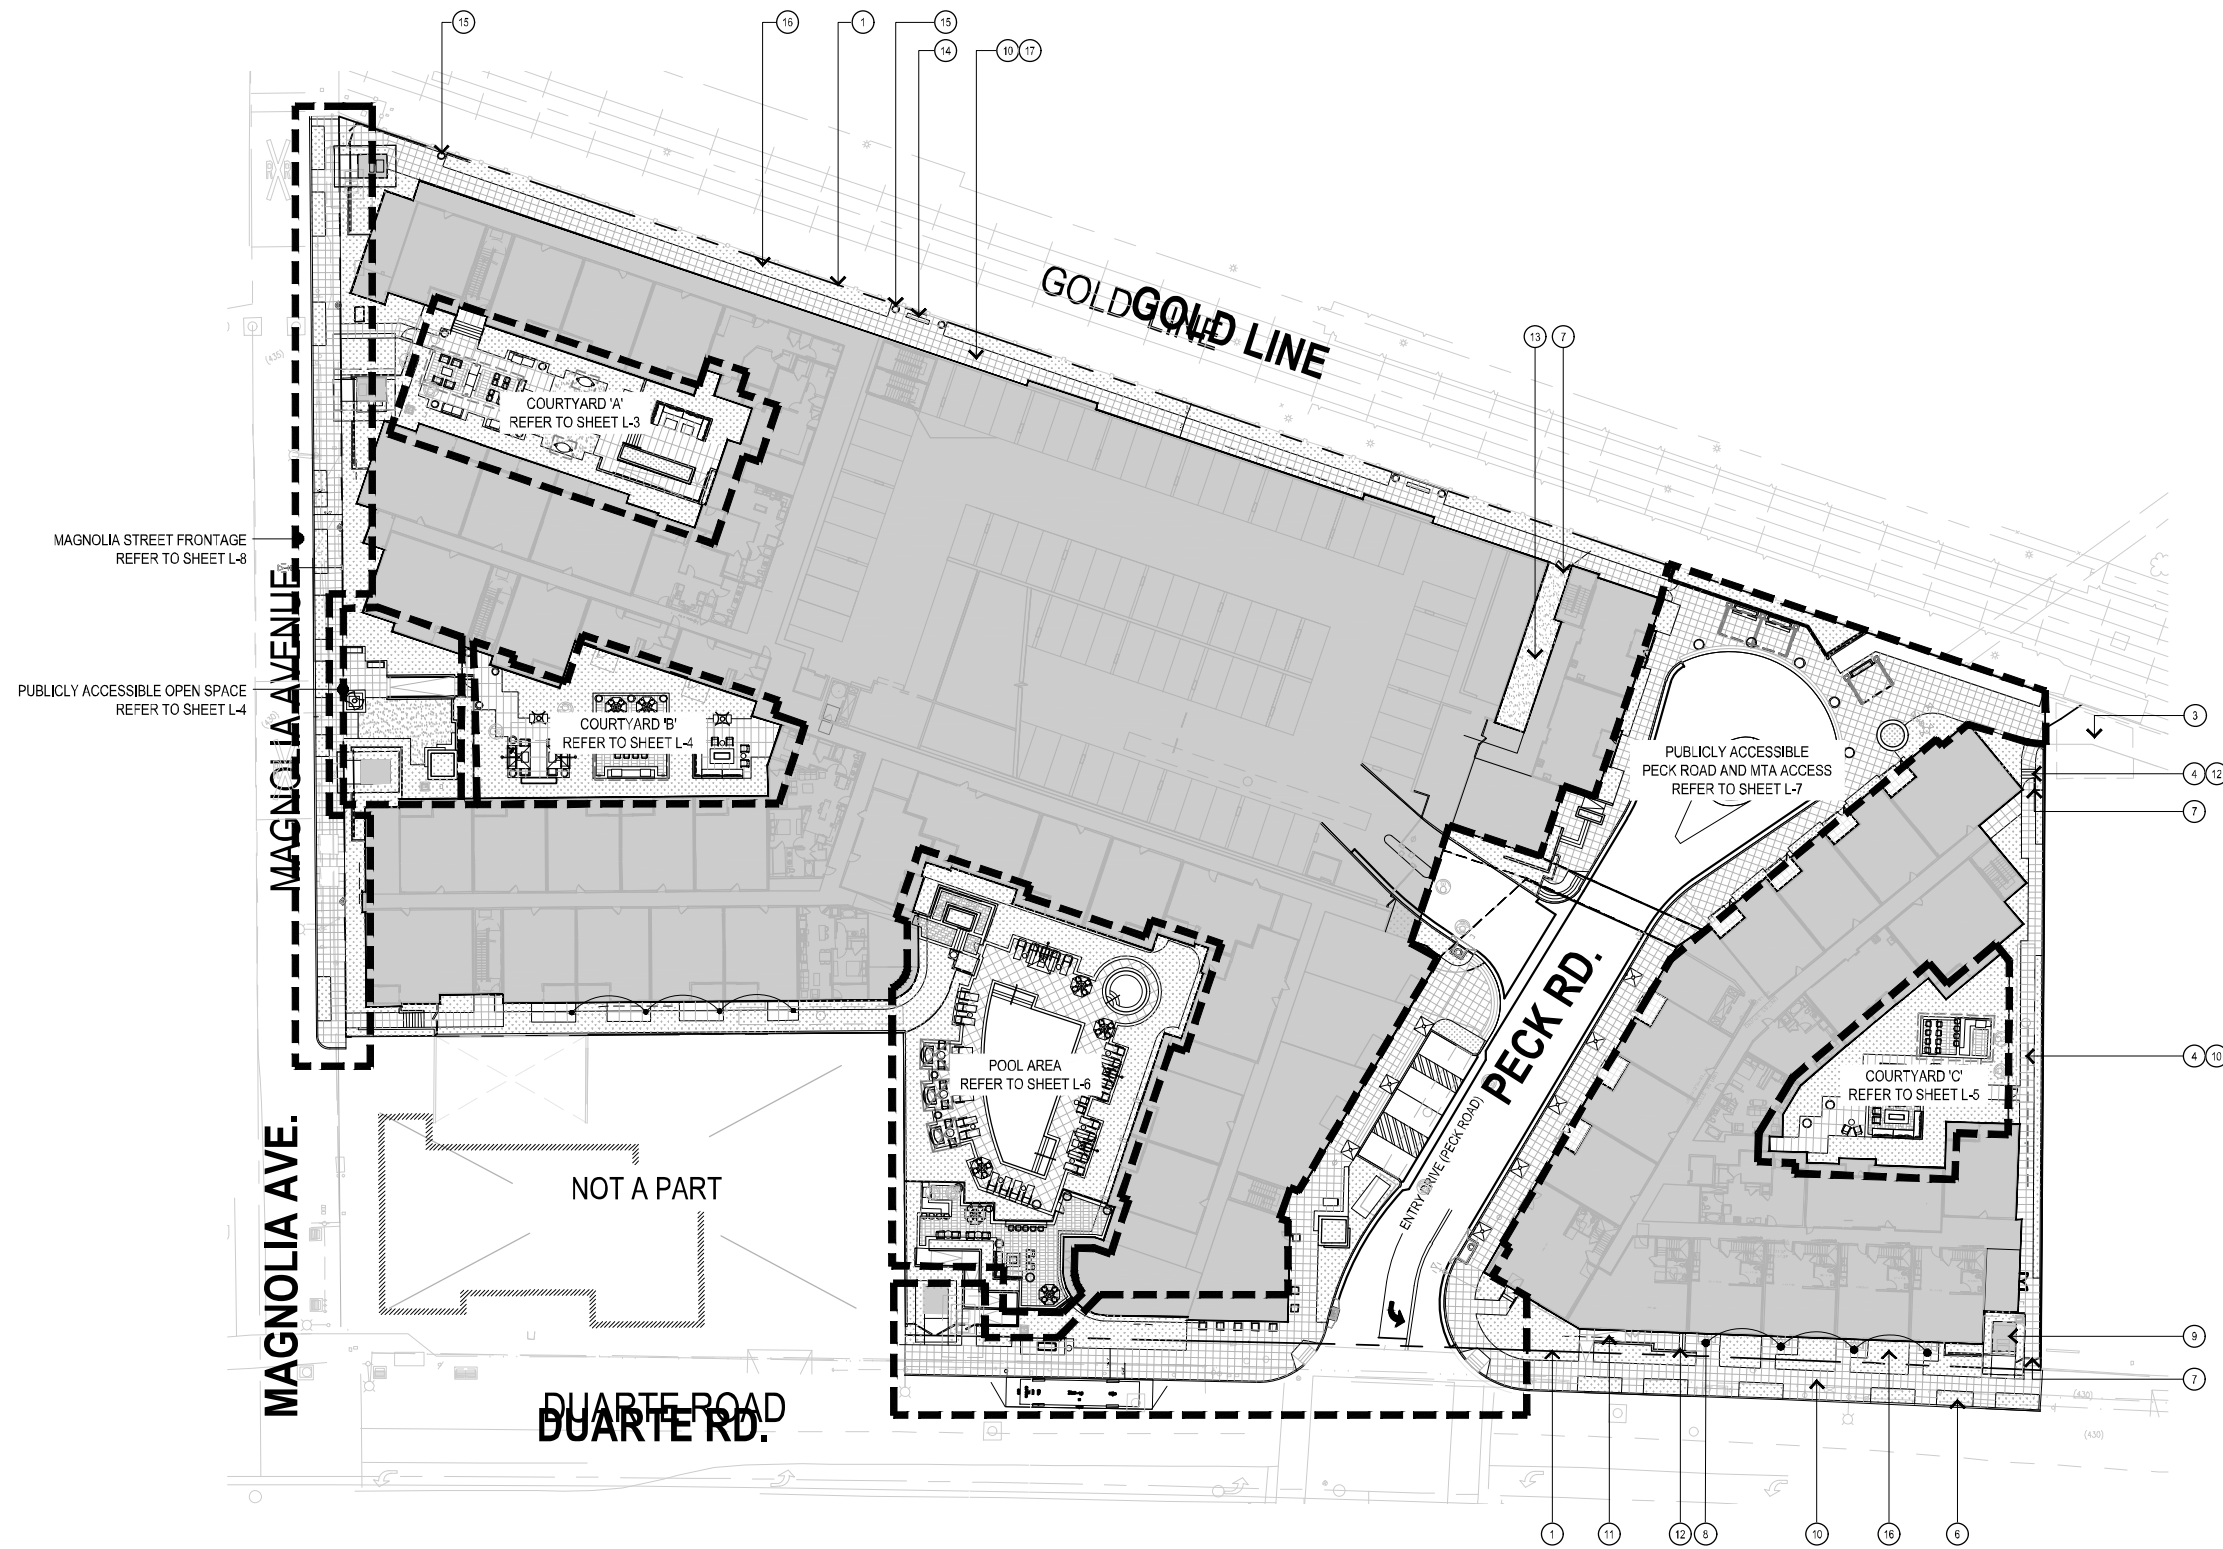 15
16
1
15
14
10 17
GOLD LINE
GOLD LINE
13 7
COURTYARD 'A'
REFER TO SHEET L-3
MAGNOLIA STREET FRONTAGE
REFER TO SHEET L-8
(435)
MAGNOLIA AVENUE
PUBLICLY ACCESSIBLE OPEN SPACE
REFER TO SHEET L-4
COURTYARD 'B'
REFER TO SHEET L-4
PUBLICLY ACCESSIBLE
PECK ROAD AND MTA ACCESS
REFER TO SHEET L-7
3
4 12
7
PECK RD.
ENTRY DRIVE (PECK ROAD)
POOL AREA
REFER TO SHEET L-6
4 10
COURTYARD 'C'
REFER TO SHEET L-5
MAGNOLIA AVE.
NOT A PART
9
7
(430)
(430)
DUARTE ROAD
DUARTE RD.
1
11
12 8
10
16
6